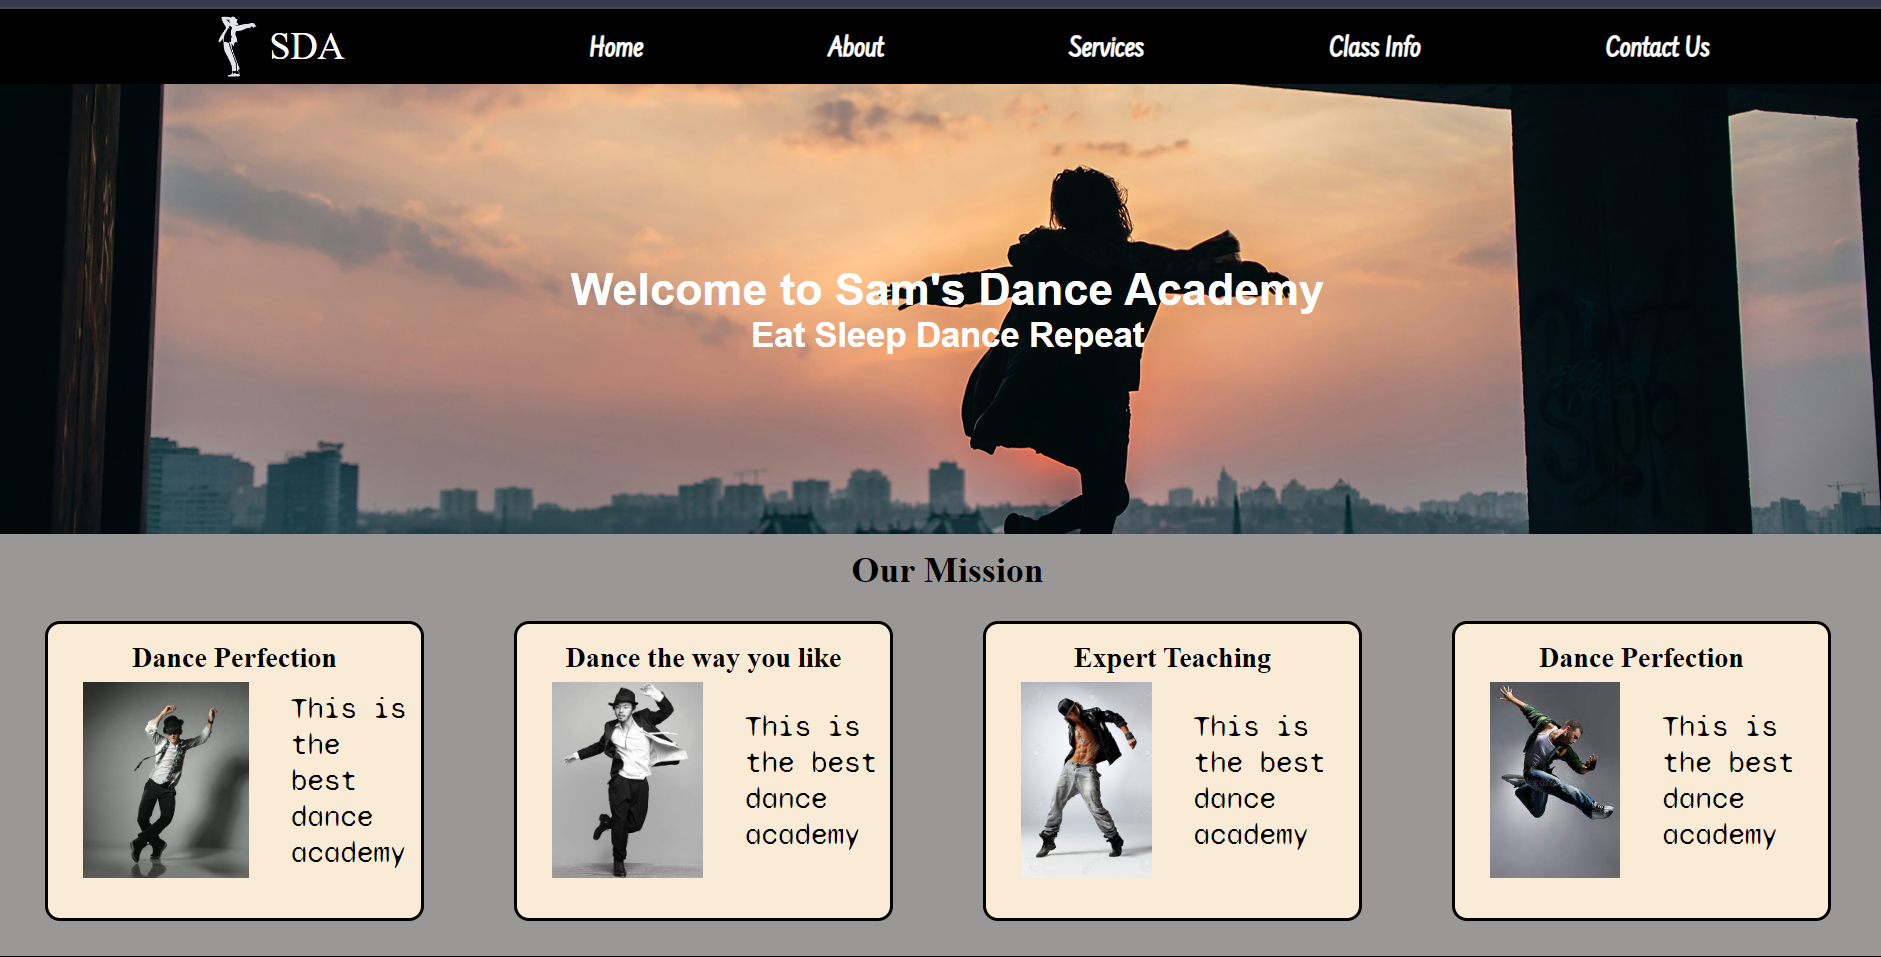 SDA
Home
About
Services
Class Info
Contact Us
Welcome to Sam's Dance Academy
Eat Sleep Dance Repeat
Our Mission
Dance Perfection
This is
the
best
dance
academy
Dance the way you like
This is
the best
dance
academy
Expert Teaching
This is
the best
dance
academy
Dance Perfection
This is
the best
dance
academy